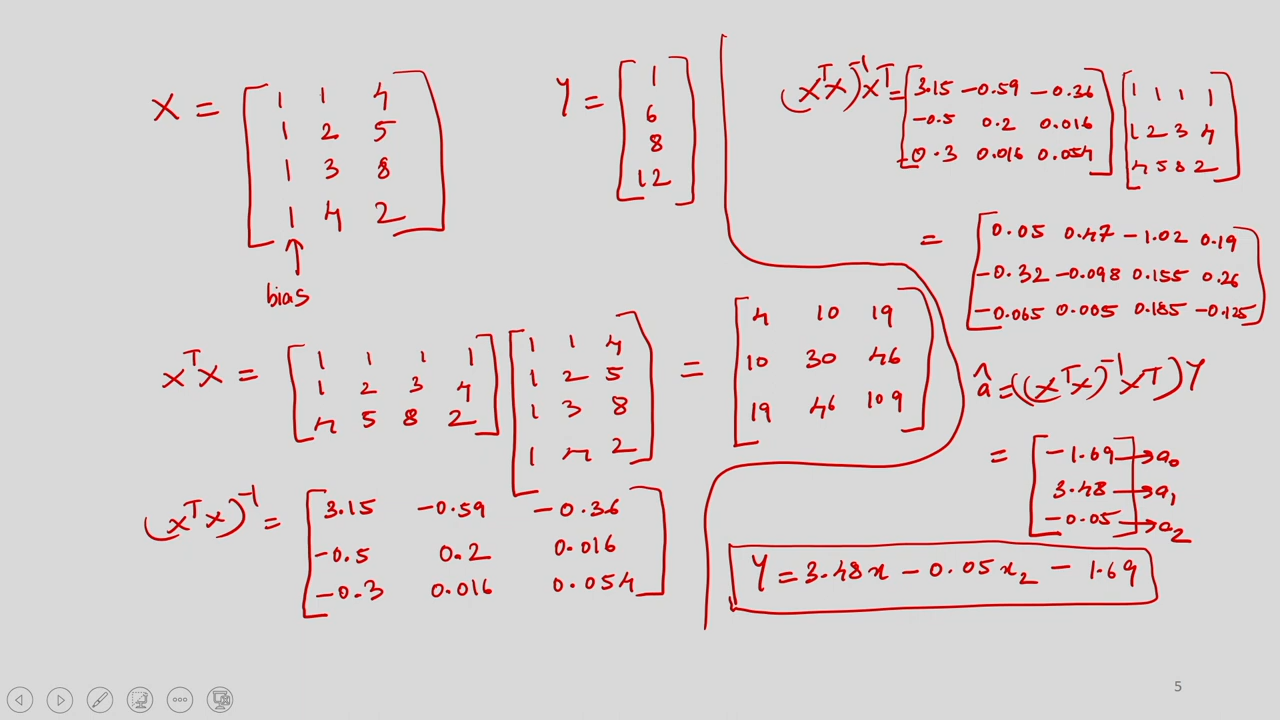 X = [ 1 1 4
1 2 5
1 3 8
1 4 2 ]
↑
bias
Y = [ 1
6
8
12 ]
XᵀX = [ 1 1 1 1
1 2 3 4
4 5 8 2 ] [ 1 1 4
1 2 5
1 3 8
1 4 2 ] = [ 4 10 19
10 30 46
19 46 109 ]
(XᵀX)⁻¹ = [ 3.15 -0.59 -0.36
-0.5 0.2 0.016
-0.3 0.016 0.054 ]
(XᵀX)⁻¹Xᵀ = [ 3.15 -0.59 -0.36
-0.5 0.2 0.016
-0.3 0.016 0.054 ] [ 1 1 1 1
1 2 3 4
4 5 8 2 ]
= [ 0.05 0.47 -1.02 0.19
-0.32 -0.098 0.155 0.26
-0.065 0.005 0.185 -0.125 ]
â = ((XᵀX)⁻¹Xᵀ)Y
= [ -1.69 → a₀
3.48 → a₁
-0.05 → a₂ ]
Y = 3.48x - 0.05x₂ - 1.69
5